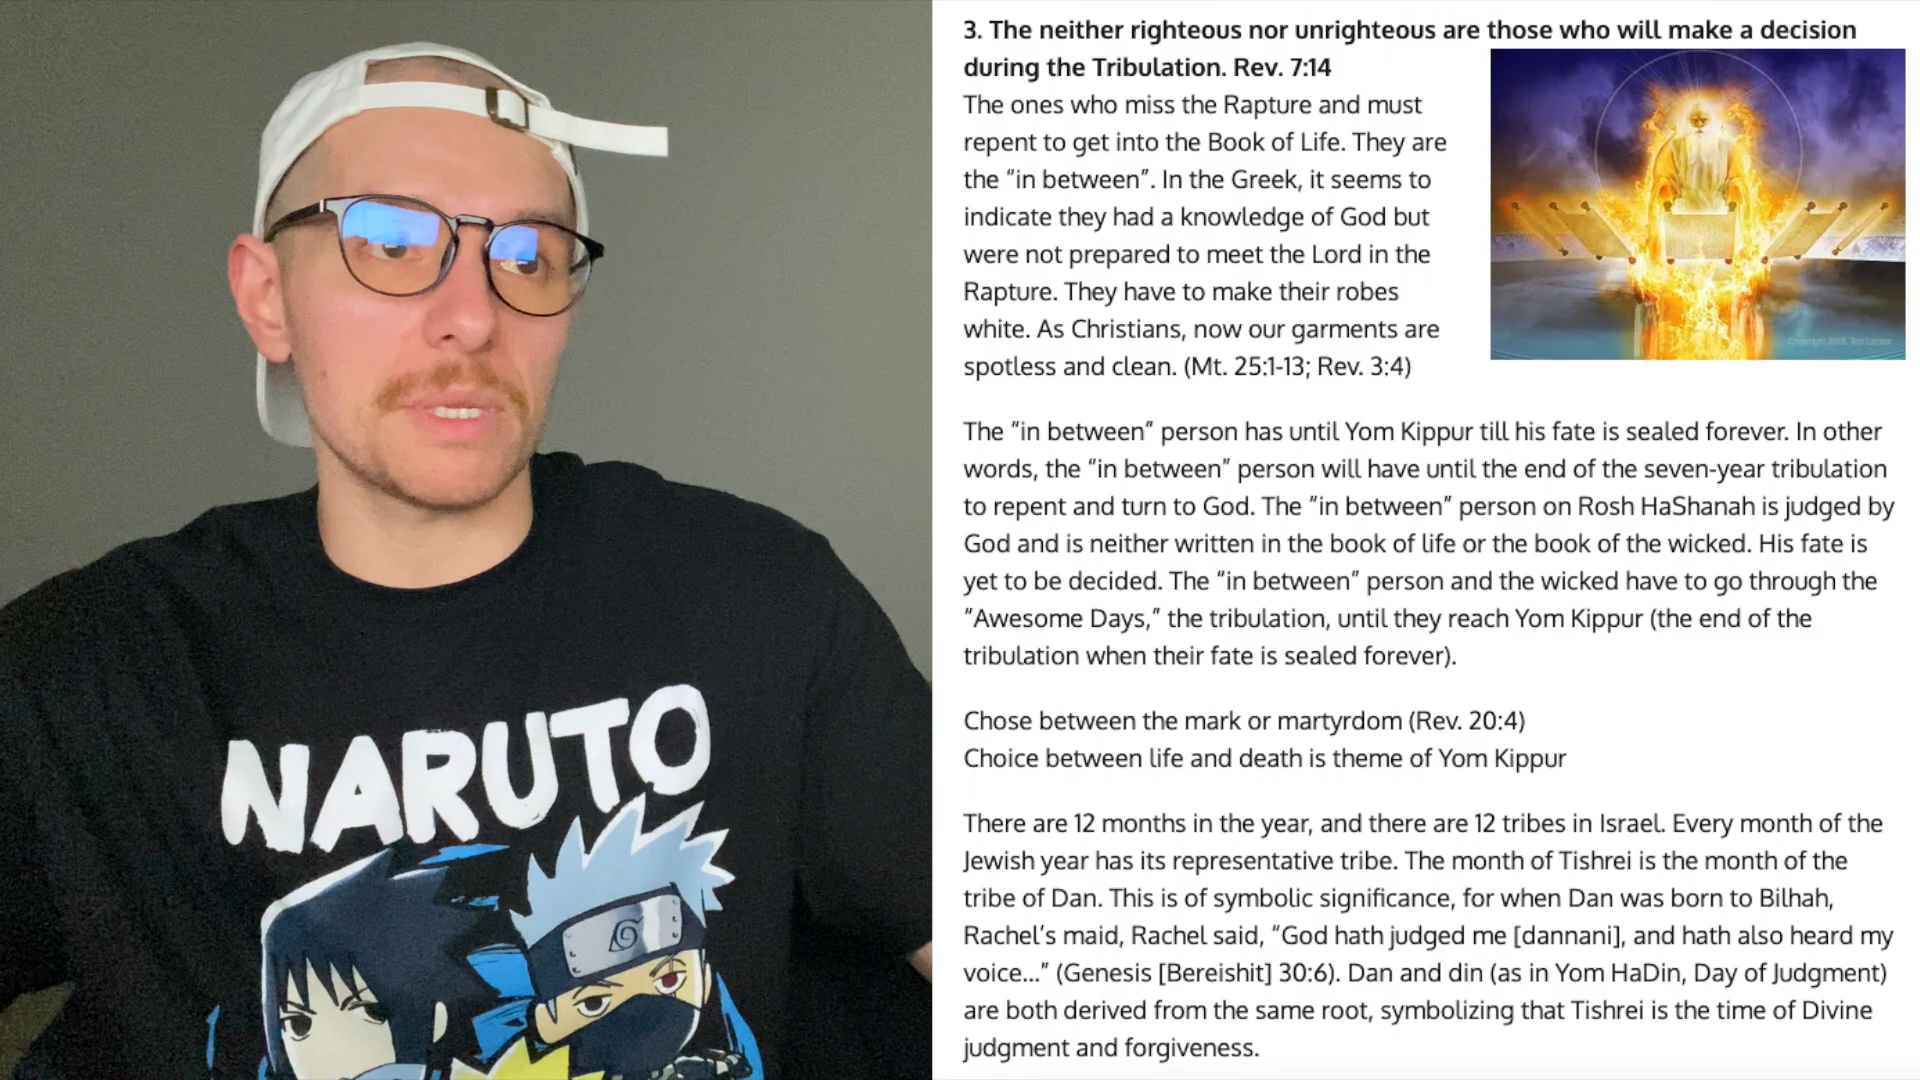 3. The neither righteous nor unrighteous are those who will make a decision
during the Tribulation. Rev. 7:14
The ones who miss the Rapture and must
repent to get into the Book of Life. They are
the “in between”. In the Greek, it seems to
indicate they had a knowledge of God but
were not prepared to meet the Lord in the
Rapture. They have to make their robes
white. As Christians, now our garments are
spotless and clean. (Mt. 25:1-13; Rev. 3:4)
Copyright 2005 Ted Larson
The “in between” person has until Yom Kippur till his fate is sealed forever. In other
words, the “in between” person will have until the end of the seven-year tribulation
to repent and turn to God. The “in between” person on Rosh HaShanah is judged by
God and is neither written in the book of life or the book of the wicked. His fate is
yet to be decided. The “in between” person and the wicked have to go through the
“Awesome Days,” the tribulation, until they reach Yom Kippur (the end of the
tribulation when their fate is sealed forever).
Chose between the mark or martyrdom (Rev. 20:4)
Choice between life and death is theme of Yom Kippur
There are 12 months in the year, and there are 12 tribes in Israel. Every month of the
Jewish year has its representative tribe. The month of Tishrei is the month of the
tribe of Dan. This is of symbolic significance, for when Dan was born to Bilhah,
Rachel’s maid, Rachel said, “God hath judged me [dannani], and hath also heard my
voice...” (Genesis [Bereishit] 30:6). Dan and din (as in Yom HaDin, Day of Judgment)
are both derived from the same root, symbolizing that Tishrei is the time of Divine
judgment and forgiveness.
NARUTO